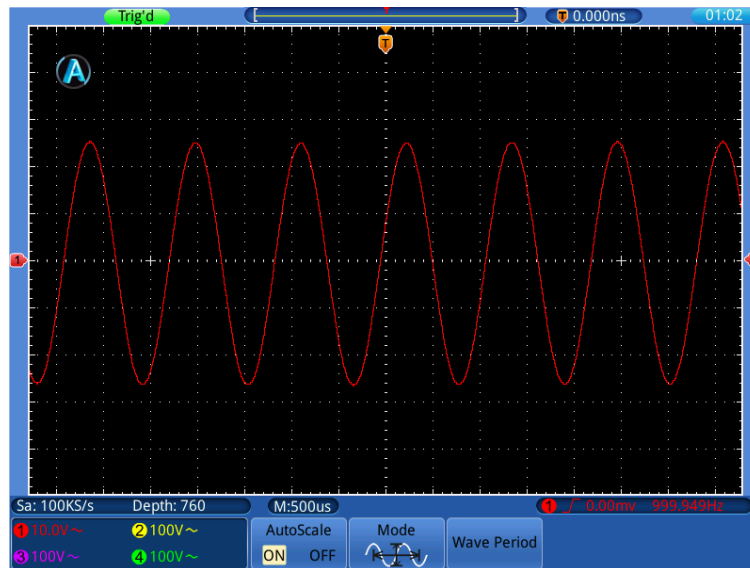 Trig'd T 0.000ns 01:02
T
A
1
Sa: 100KS/s Depth: 760 M:500us 1 0.00mv 999.949Hz
1 10.0V~ 2 100V~ AutoScale Mode Wave Period
3 100V~ 4 100V~ ON OFF